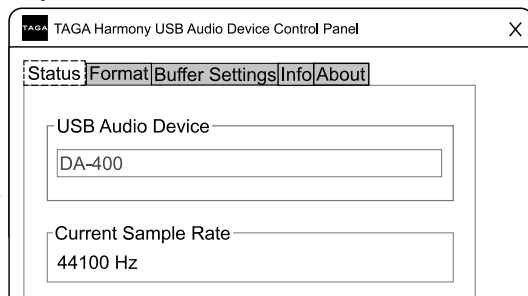 TAGA TAGA Harmony USB Audio Device Control Panel X
Status Format Buffer Settings Info About
USB Audio Device
DA-400
Current Sample Rate
44100 Hz